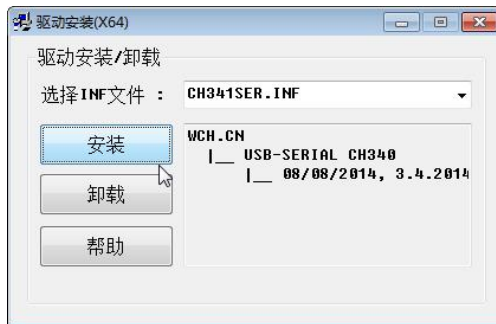 驱动安装(X64)
驱动安装/卸载
选择INF文件 : CH341SER.INF
安装
WCH.CN
|__ USB-SERIAL CH340
|__ 08/08/2014, 3.4.2014
卸载
帮助